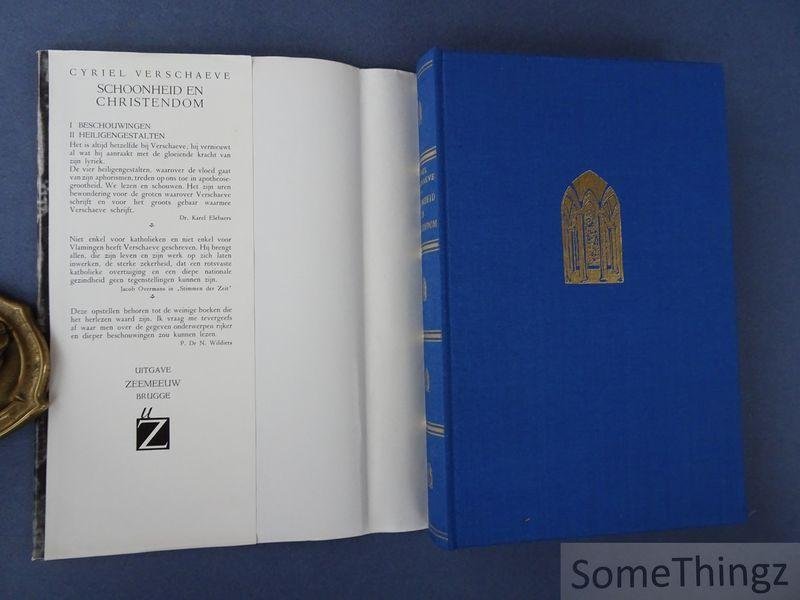 CYRIEL VERSCHAEVE
SCHOONHEID EN
CHRISTENDOM
I BESCHOUWINGEN
II HEILIGENGESTALTEN
Het is altijd hetzelfde bij Verschaeve, hij vernieuwt
al wat hij aanraakt met de gloeiende kracht van
zijn lyriek.
De vier heiligengestalten, waarover de vloed gaat
van zijn aphorismen, treden op ons toe in apotheose-
grootheid. We lezen en schouwen. Het zijn uren
bewondering voor de groten waarover Verschaeve
schrijft en voor het groots gebaar waarmee
Verschaeve schrijft.
Dr. Karel Elebaers
Niet enkel voor katholieken en niet enkel voor
Vlamingen heeft Verschaeve geschreven. Hij brengt
allen, die zijn leven en zijn werk op zich laten
inwerken, de sterke zekerheid, dat een rotsvaste
katholieke overtuiging en een diepe nationale
gezindheid geen tegenstellingen kunnen zijn.
Jacob Overmans in „Stimmen der Zeit"
Deze opstellen behoren tot de weinige boeken die
het herlezen waard zijn. Ik vraag me tevergeefs
af waar men over de gegeven onderwerpen rijker
en dieper beschouwingen zou kunnen lezen.
P. Dr N. Wildiers
UITGAVE
ZEEMEEUW
BRUGGE
Z
SomeThingz